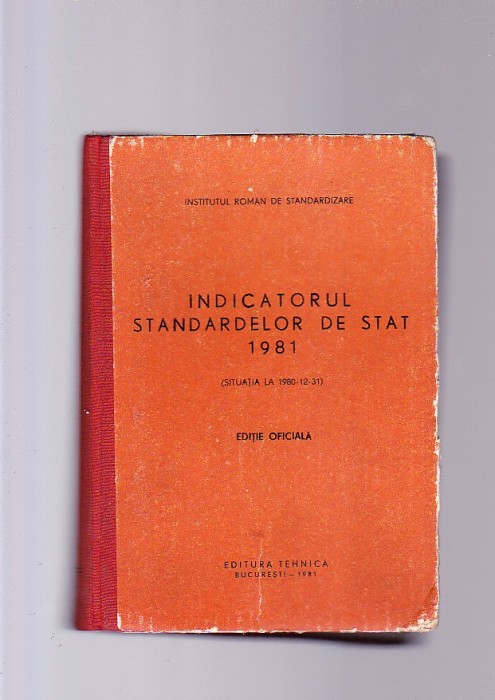 INSTITUTUL ROMÂN DE STANDARDIZARE
INDICATORUL
STANDARDELOR DE STAT
1981
(SITUAȚIA LA 1980-12-31)
EDIȚIE OFICIALĂ
EDITURA TEHNICĂ
BUCUREȘTI – 1981